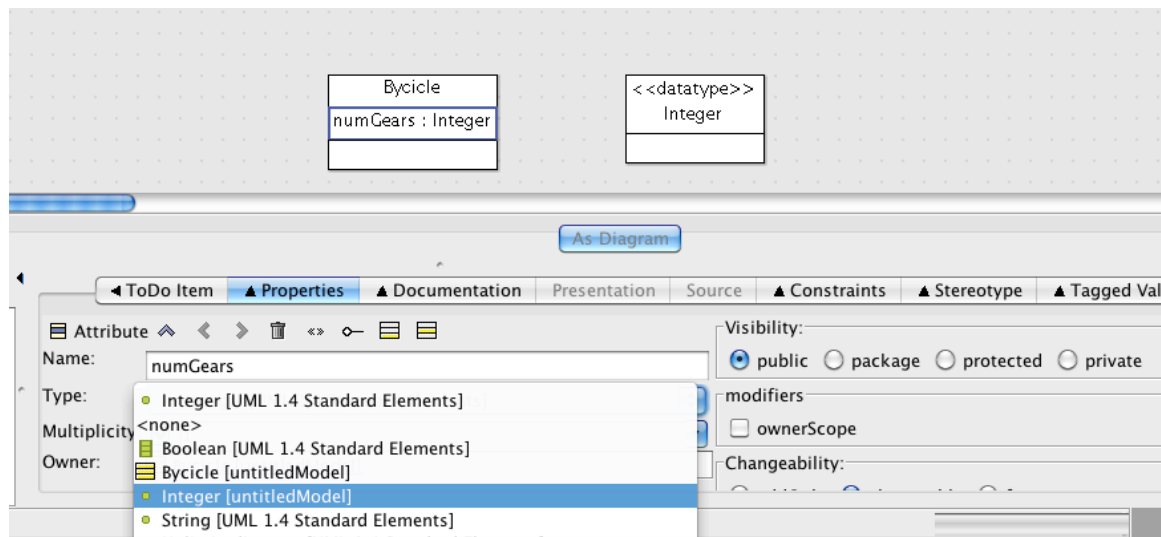 Bycicle
numGears : Integer
<<datatype>>
Integer
As Diagram
ToDo Item Properties Documentation Presentation Source Constraints Stereotype Tagged Val
Attribute
Name: numGears
Type:
Multiplicity
Owner:
Integer [UML 1.4 Standard Elements]
<none>
Boolean [UML 1.4 Standard Elements]
Bycicle [untitledModel]
Integer [untitledModel]
String [UML 1.4 Standard Elements]
Visibility:
public package protected private
modifiers
ownerScope
Changeability: